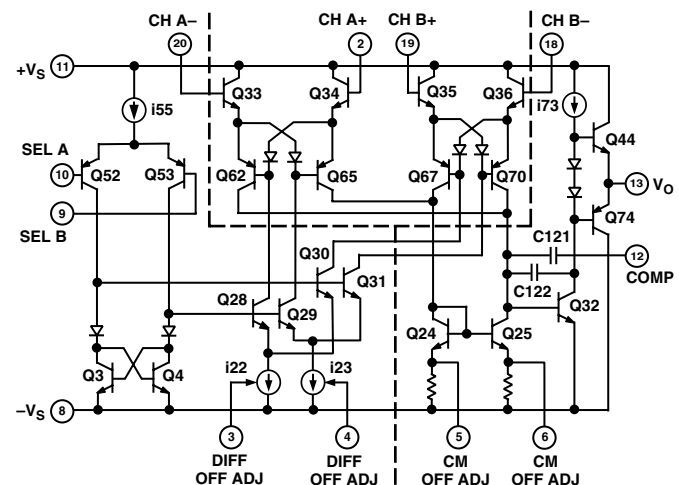 CH A– CH A+ CH B+ CH B–
20 2 19 18
+VS 11
Q33 Q34 Q35 Q36 i73
i55 Q44
SEL A
10 Q52 Q53 Q62 Q65 Q67 Q70 13 VO
9 Q74
SEL B
Q30 C121 12
COMP
Q31 C122
Q28 Q29 Q32
Q24 Q25
Q3 Q4 i22 i23
–VS 8
3 4 5 6
DIFF DIFF CM CM
OFF ADJ OFF ADJ OFF ADJ OFF ADJ